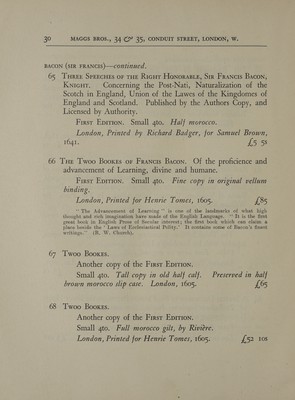 30 MAGGS BROS., 34 & 35, CONDUIT STREET, LONDON, W.
BACON (SIR FRANCIS)—continued.
65 THREE SPEECHES OF THE RIGHT HONORABLE, SIR FRANCIS BACON,
KNIGHT. Concerning the Post-Nati, Naturalization of the
Scotch in England, Union of the Lawes of the Kingdomes of
England and Scotland. Published by the Authors Copy, and
Licensed by Authority.
FIRST EDITION. Small 4to. Half morocco.
London, Printed by Richard Badger, for Samuel Brown,
1641. £5 5s
66 THE TWOO BOOKES OF FRANCIS BACON. Of the proficience and
advancement of Learning, divine and humane.
FIRST EDITION. Small 4to. Fine copy in original vellum
binding.
London, Printed for Henrie Tomes, 1605. £85
"The Advancement of Learning" is one of the landmarks of what high
thought and rich imagination have made of the English Language. "It is the first
great book in English Prose of Secular interest; the first book which can claim a
place beside the 'Laws of Ecclesiastical Polity.' It contains some of Bacon's finest
writings." (R. W. Church).
67 TWOO BOOKES.
Another copy of the FIRST EDITION.
Small 4to. Tall copy in old half calf. Preserved in half
brown morocco slip case. London, 1605. £65
68 TWOO BOOKES.
Another copy of the FIRST EDITION.
Small 4to. Full morocco gilt, by Rivière.
London, Printed for Henrie Tomes, 1605. £52 10s